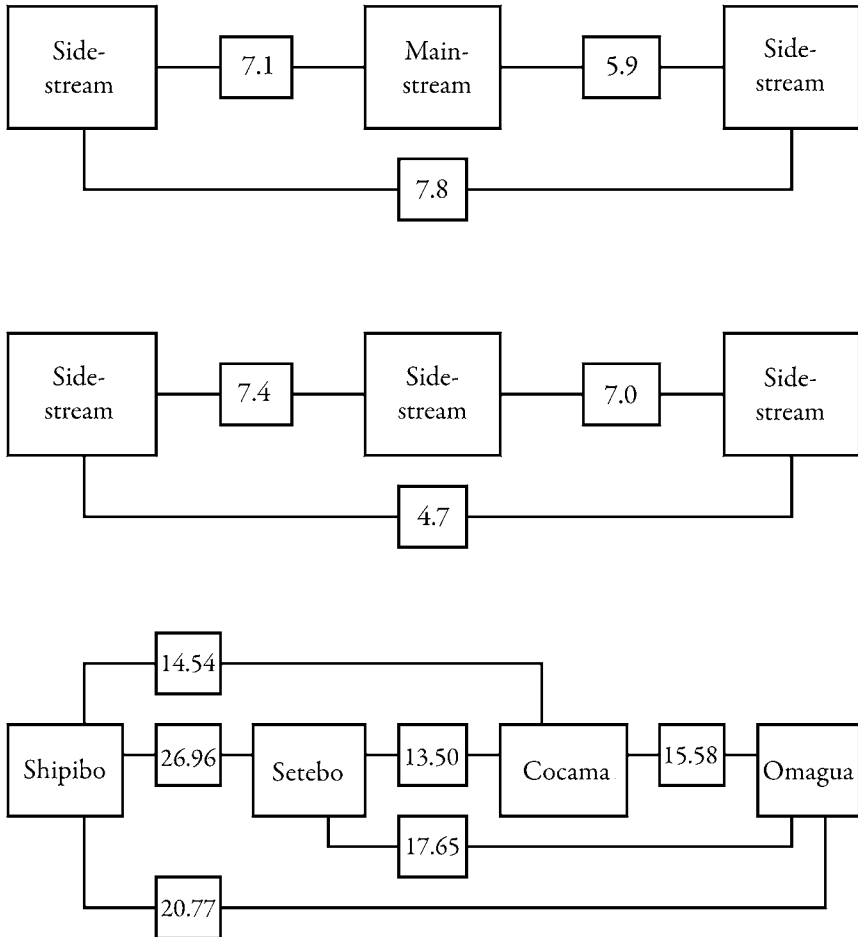 Side-
stream
7.1
Main-
stream
5.9
Side-
stream
7.8
Side-
stream
7.4
Side-
stream
7.0
Side-
stream
4.7
14.54
Shipibo
26.96
Setebo
13.50
Cocama
15.58
Omagua
17.65
20.77